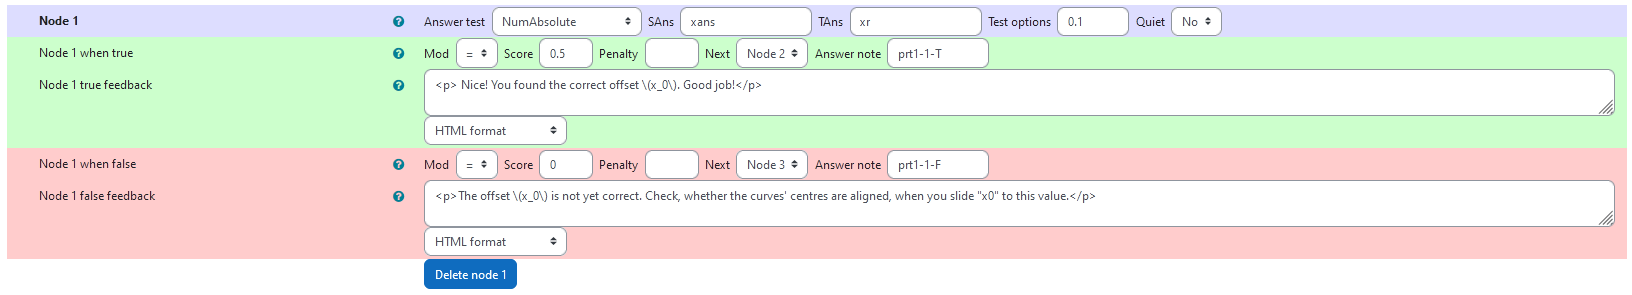 Node 1 Answer test NumAbsolute SAns xans TAns xr Test options 0.1 Quiet No
Node 1 when true Mod = Score 0.5 Penalty Next Node 2 Answer note prt1-1-T
Node 1 true feedback <p> Nice! You found the correct offset \(x_0\). Good job!</p>
HTML format
Node 1 when false Mod = Score 0 Penalty Next Node 3 Answer note prt1-1-F
Node 1 false feedback <p>The offset \(x_0\) is not yet correct. Check, whether the curves' centres are aligned, when you slide "x0" to this value.</p>
HTML format
Delete node 1